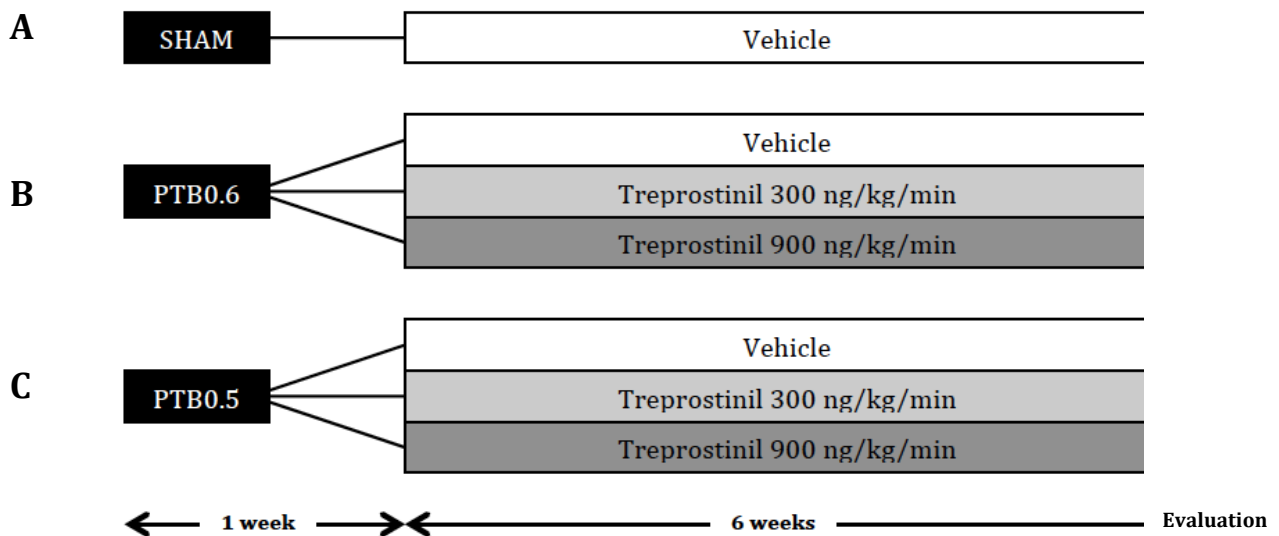 A
SHAM
Vehicle
B
PTB0.6
Vehicle
Treprostinil 300 ng/kg/min
Treprostinil 900 ng/kg/min
C
PTB0.5
Vehicle
Treprostinil 300 ng/kg/min
Treprostinil 900 ng/kg/min
1 week
6 weeks
Evaluation